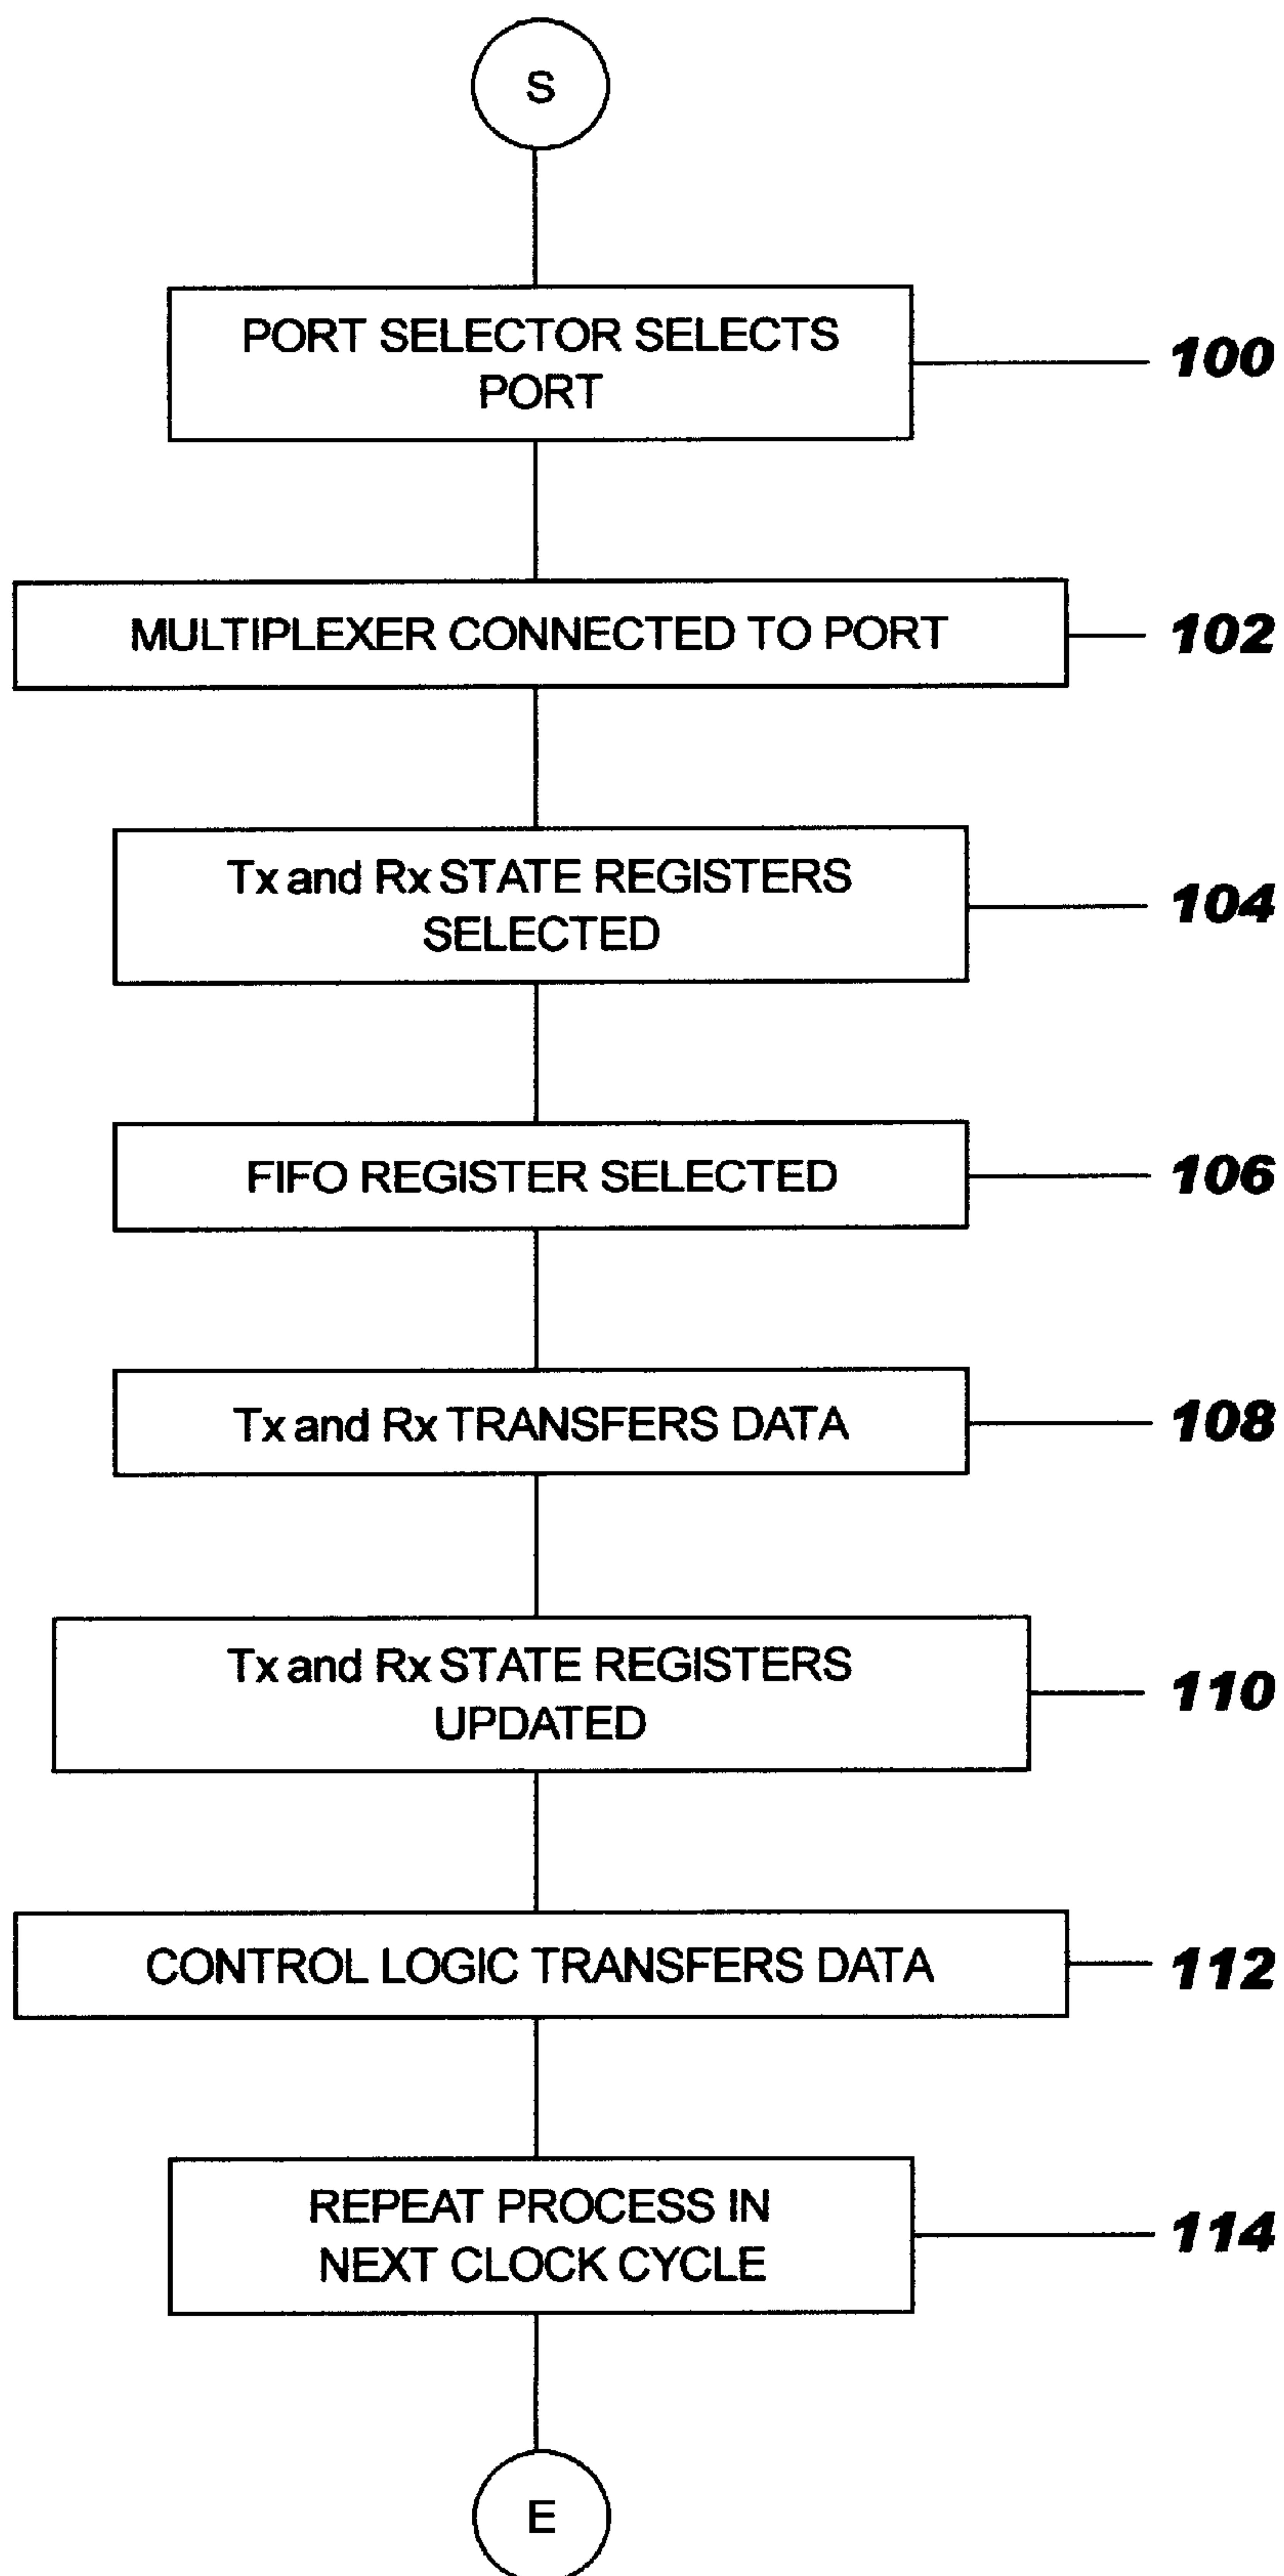 S
PORT SELECTOR SELECTS
PORT
100
MULTIPLEXER CONNECTED TO PORT
102
Tx and Rx STATE REGISTERS
SELECTED
104
FIFO REGISTER SELECTED
106
Tx and Rx TRANSFERS DATA
108
Tx and Rx STATE REGISTERS
UPDATED
110
CONTROL LOGIC TRANSFERS DATA
112
REPEAT PROCESS IN
NEXT CLOCK CYCLE
114
E